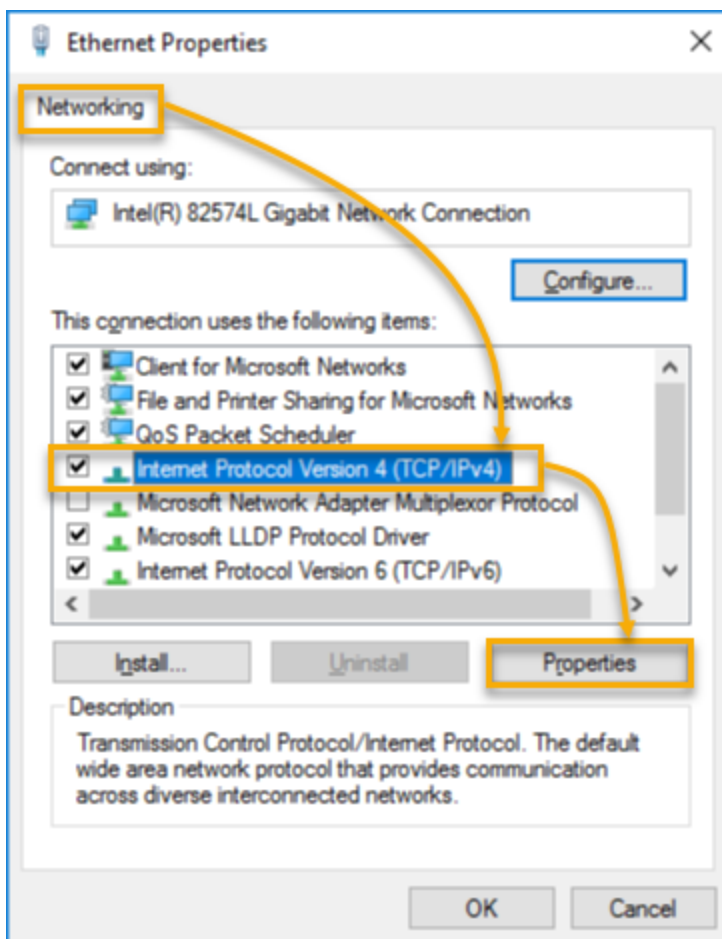 Ethernet Properties
Networking
Connect using:
Intel(R) 82574L Gigabit Network Connection
Configure...
This connection uses the following items:
Client for Microsoft Networks
File and Printer Sharing for Microsoft Networks
QoS Packet Scheduler
Internet Protocol Version 4 (TCP/IPv4)
Microsoft Network Adapter Multiplexor Protocol
Microsoft LLDP Protocol Driver
Internet Protocol Version 6 (TCP/IPv6)
Install... Uninstall Properties
Description
Transmission Control Protocol/Internet Protocol. The default
wide area network protocol that provides communication
across diverse interconnected networks.
OK Cancel